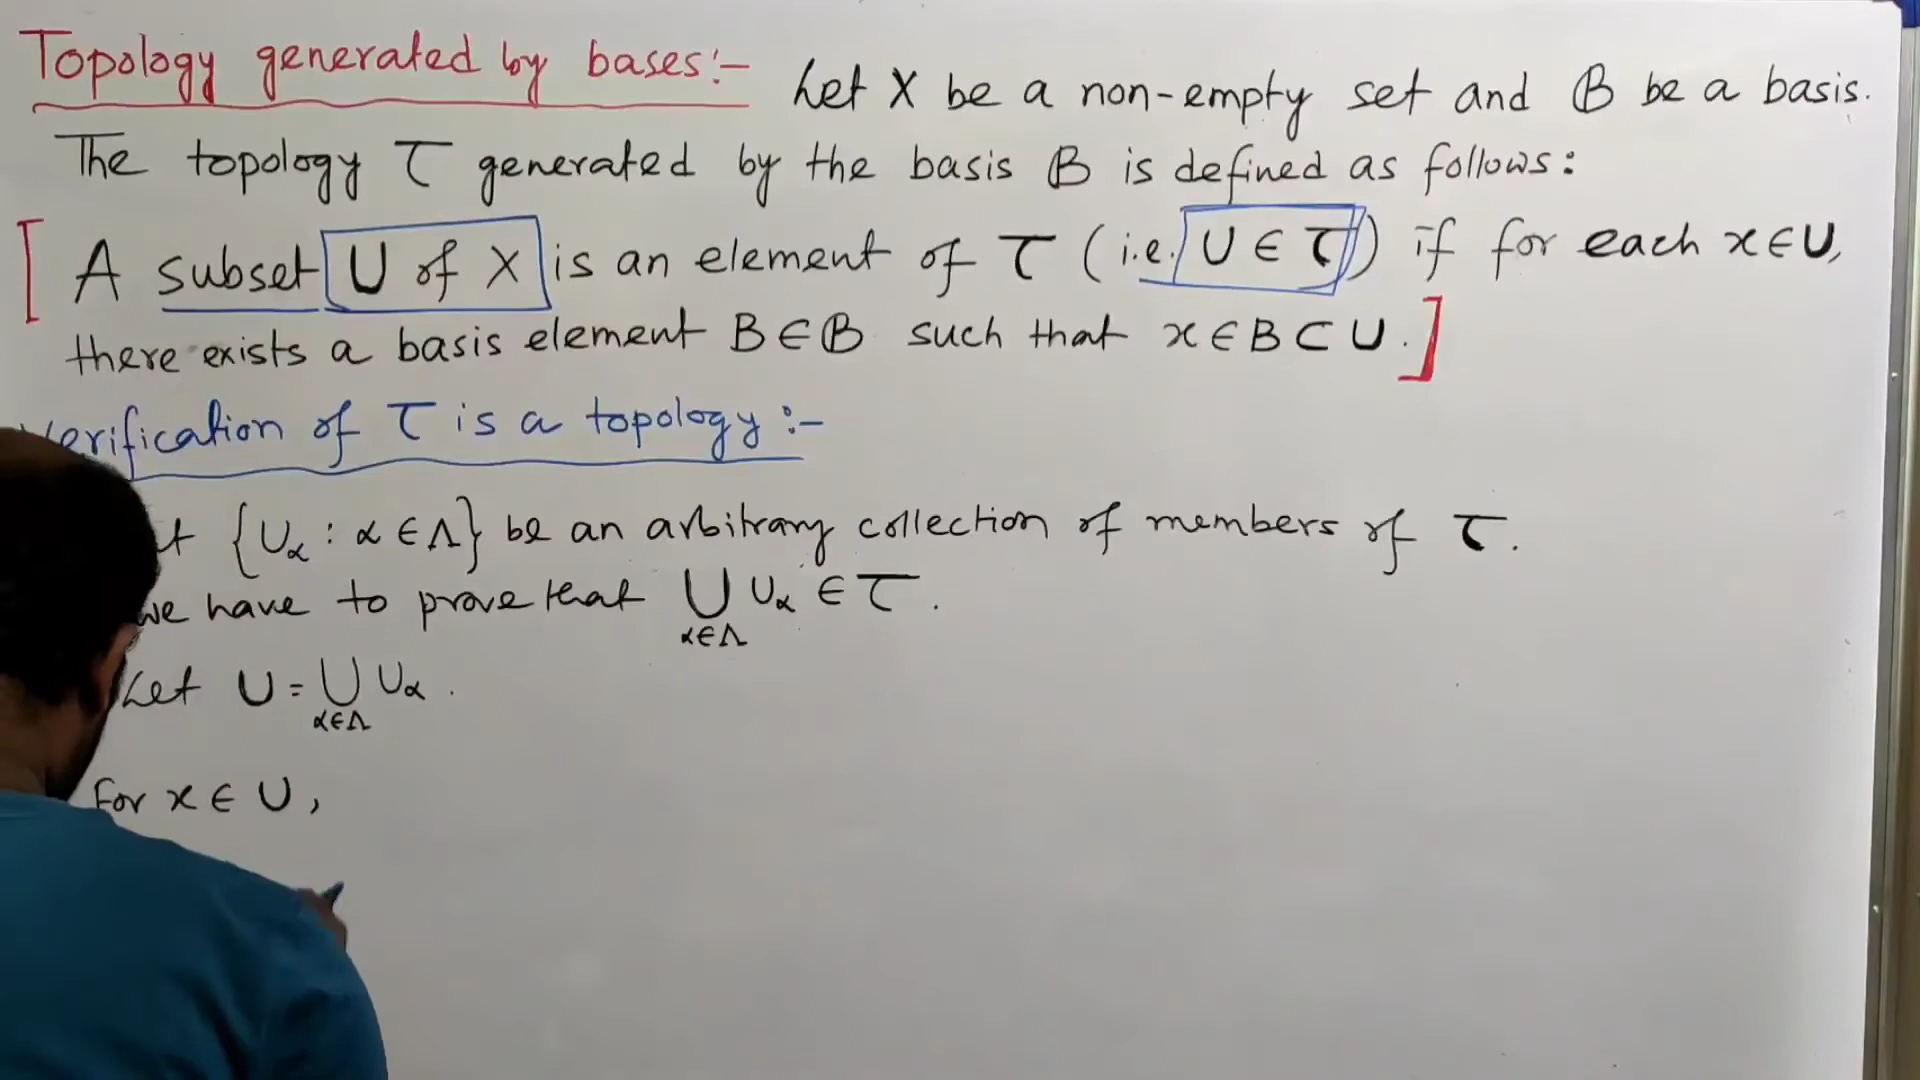 Topology generated by bases:- Let X be a non-empty set and B be a basis.
The topology τ generated by the basis B is defined as follows:
[ A subset U of X is an element of τ (i.e. U ∈ τ) if for each x∈U,
there exists a basis element B∈B such that x∈B⊂U. ]
Verification of τ is a topology:-
{Uα : α∈Λ} be an arbitrary collection of members of τ.
we have to prove that ⋃ Uα ∈ τ.
α∈Λ
Let U = ⋃ Uα.
α∈Λ
For x∈U,